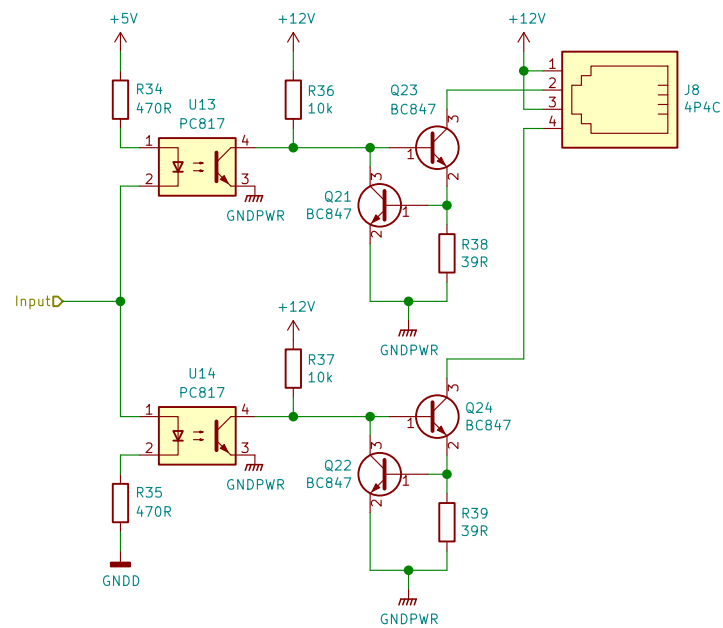 +5V
+12V
+12V
R34
470R
U13
PC817
R36
10k
Q23
BC847
J8
4P4C
1
2
3
4
1
2
4
3
GNDPWR
1
3
2
Q21
BC847
3
1
2
R38
39R
Input
GNDPWR
+12V
R37
10k
U14
PC817
1
2
4
3
GNDPWR
Q24
BC847
1
3
2
Q22
BC847
3
1
2
R35
470R
R39
39R
GNDD
GNDPWR